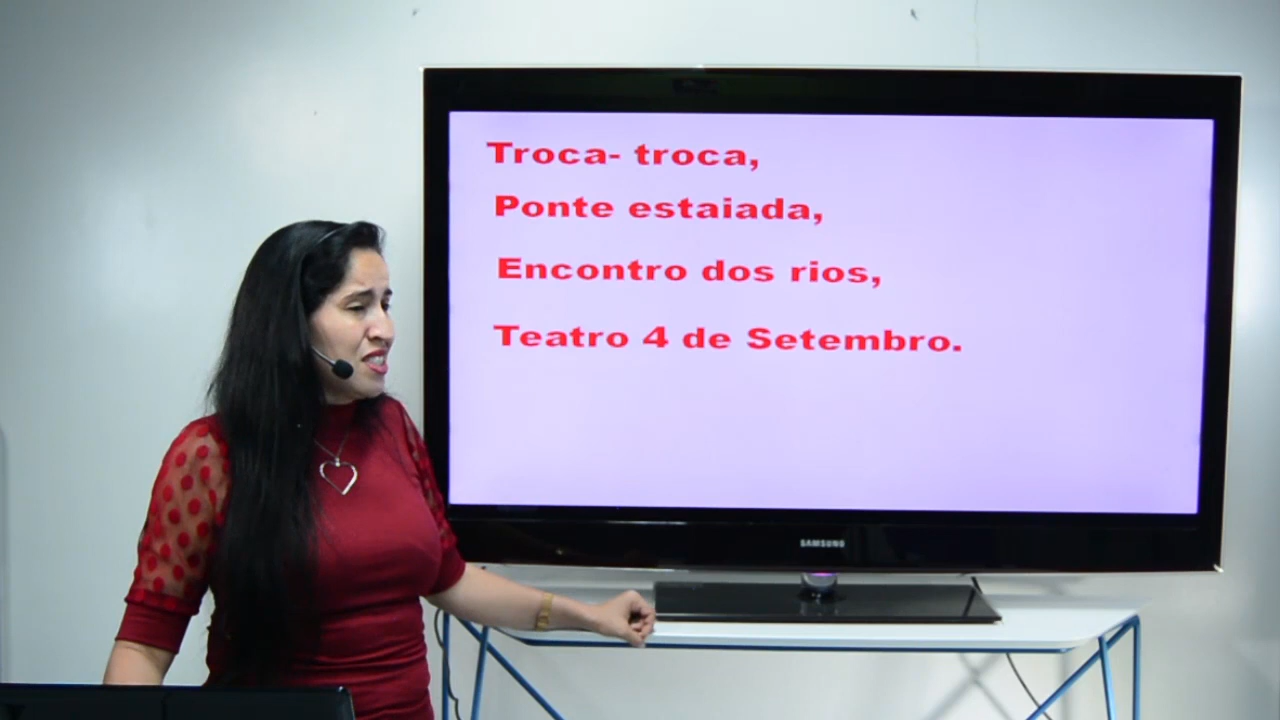 Troca- troca,
Ponte estaiada,
Encontro dos rios,
Teatro 4 de Setembro.
SAMSUNG